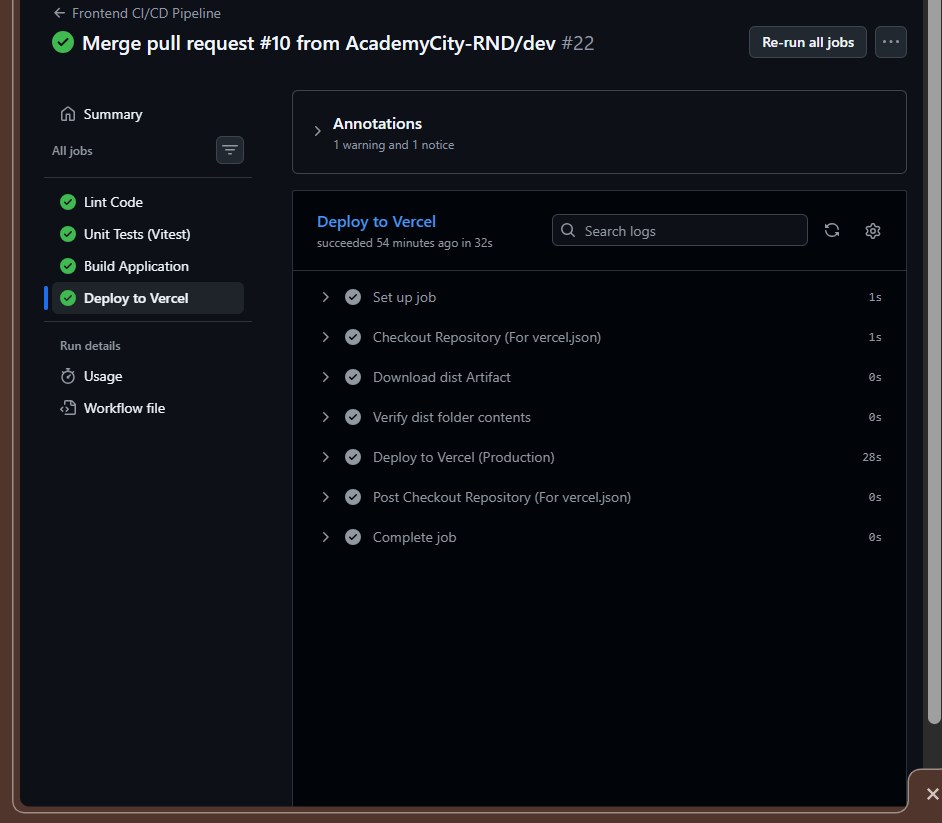 Frontend CI/CD Pipeline
Merge pull request #10 from AcademyCity-RND/dev #22
Re-run all jobs
Summary
All jobs
Lint Code
Unit Tests (Vitest)
Build Application
Deploy to Vercel
Run details
Usage
Workflow file
Annotations
1 warning and 1 notice
Deploy to Vercel
succeeded 54 minutes ago in 32s
Search logs
Set up job 1s
Checkout Repository (For vercel.json) 1s
Download dist Artifact 0s
Verify dist folder contents 0s
Deploy to Vercel (Production) 28s
Post Checkout Repository (For vercel.json) 0s
Complete job 0s